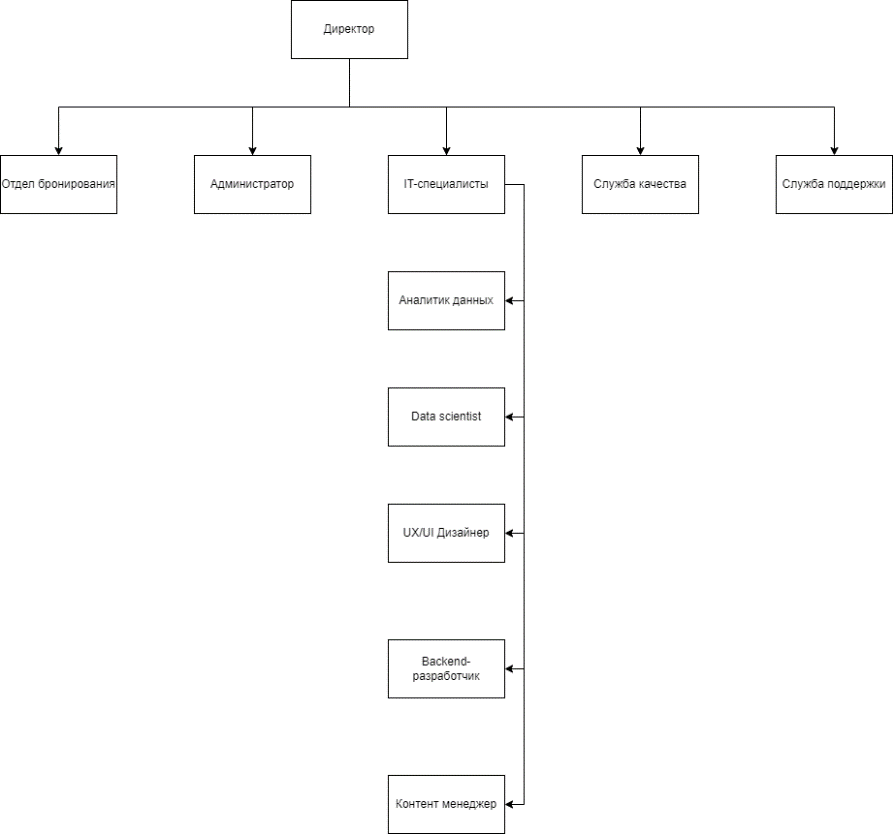 Директор
Отдел бронирования
Администратор
IT-специалисты
Служба качества
Служба поддержки
Аналитик данных
Data scientist
UX/UI Дизайнер
Backend-
разработчик
Контент менеджер